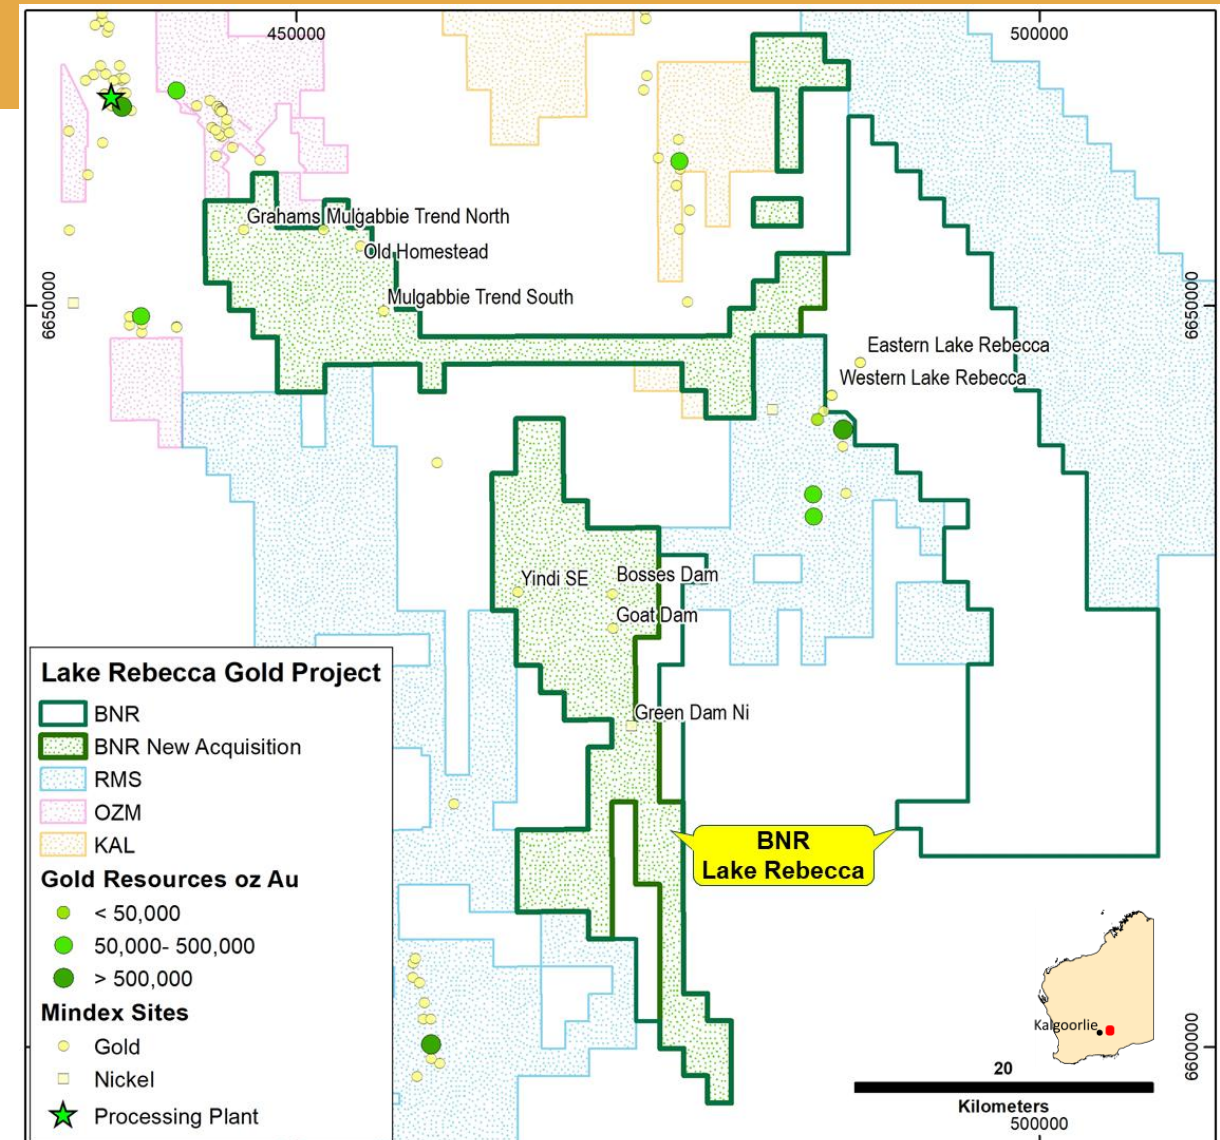 450000
500000
Grahams
Mulgabbie Trend North
Old Homestead
Mulgabbie Trend South
6650000
6650000
Eastern Lake Rebecca
Western Lake Rebecca
Yindi SE
Bosses Dam
Goat Dam
Green Dam Ni
BNR
Lake Rebecca
Lake Rebecca Gold Project
BNR
BNR New Acquisition
RMS
OZM
KAL
Gold Resources oz Au
< 50,000
50,000- 500,000
> 500,000
Mindex Sites
Gold
Nickel
Processing Plant
Kalgoorlie
6600000
20
Kilometers
500000